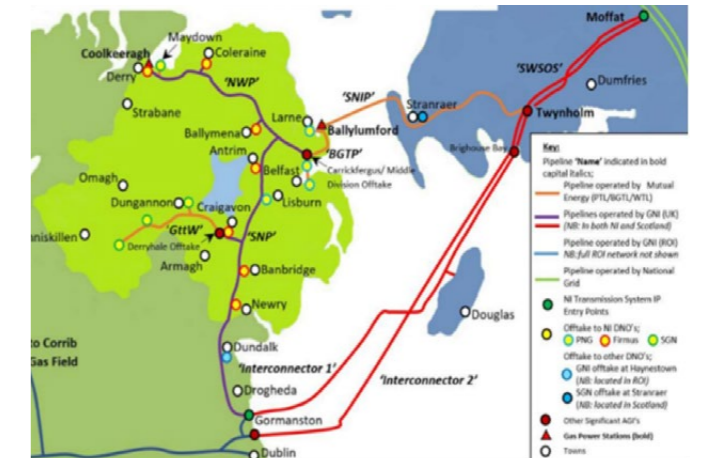 Moffat
Maydown
Coolkeeragh
Coleraine
'SWSOS'
Derry
'NWP'
Dumfries
'SNIP'
Strabane
Stranraer
Larne
Twynholm
Ballymena
Ballylumford
Antrim
'BGTP'
Brighouse Bay
Key:
Belfast
Carrickfergus/ Middle
Division Offtake
Pipeline 'Name' indicated in bold
capital italics;
Omagh
Pipeline operated by Mutual
Energy (PTL/BGTL/WTL)
Dungannon
Craigavon
Lisburn
Pipelines operated by GNI (UK)
(NB: In both NI and Scotland)
nniskillen
'GttW'
'SNP'
Derryhale Offtake
Pipeline operated by GNI (ROI)
NB: full ROI network not shown
Armagh
Banbridge
Pipeline operated by National
Grid
Newry
NI Transmission System IP
Entry Points
Douglas
Offtake to NI DNO's;
PNG Firmus SGN
to Corrib
Gas Field
Dundalk
Offtake to other DNO's;
'Interconnector 1'
GNI offtake at Haynestown
(NB: located in ROI)
'Interconnector 2'
Drogheda
SGN offtake at Stranraer
(NB: located in Scotland)
Gormanston
Other Significant AGI's
Gas Power Stations (bold)
Dublin
Towns